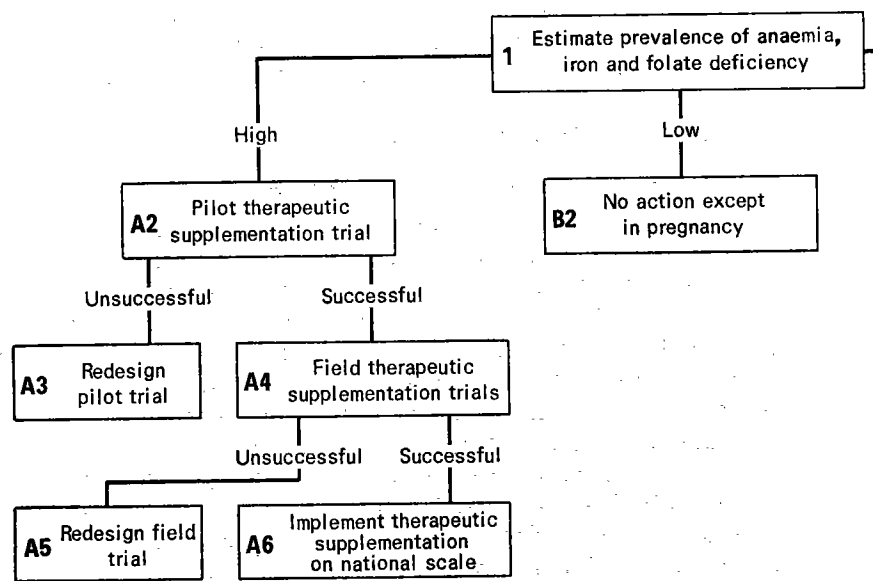 1 Estimate prevalence of anaemia,
iron and folate deficiency
High
Low
A2 Pilot therapeutic
supplementation trial
B2 No action except
in pregnancy
Unsuccessful
Successful
A3 Redesign
pilot trial
A4 Field therapeutic
supplementation trials
Unsuccessful
Successful
A5 Redesign field
trial
A6 Implement therapeutic
supplementation
on national scale